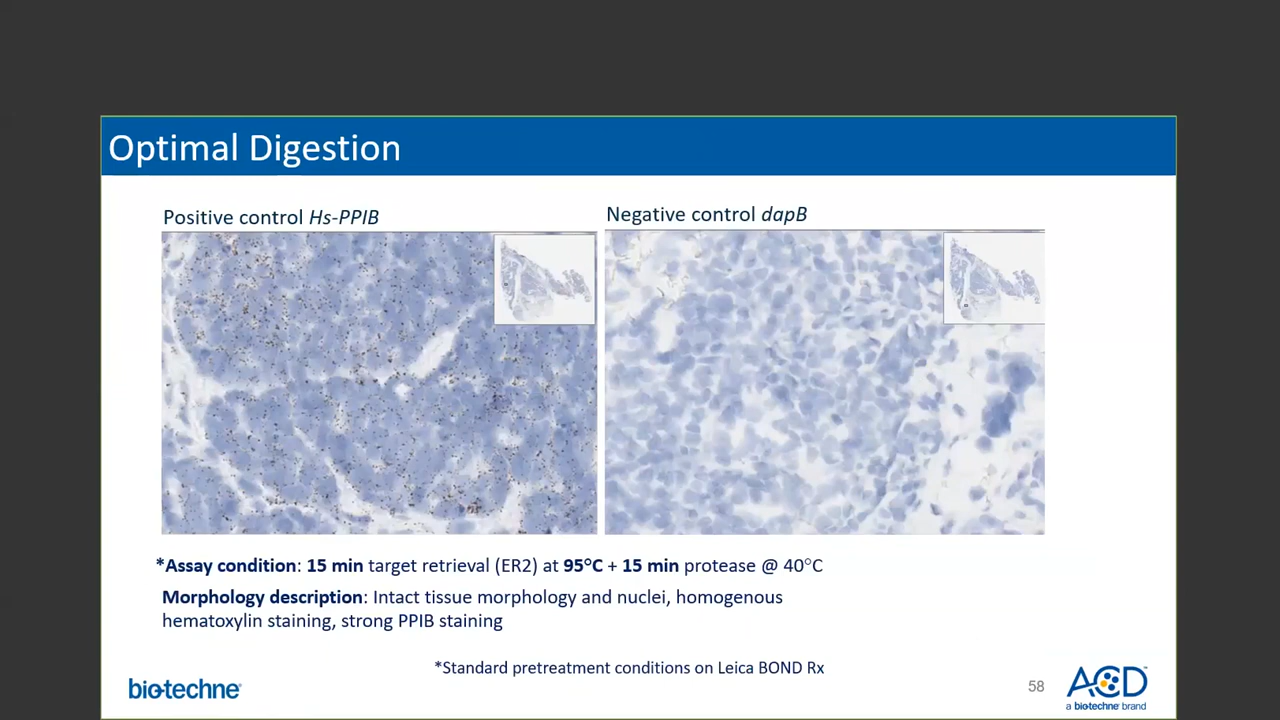 Optimal Digestion
Positive control Hs-PPIB
Negative control dapB
*Assay condition: 15 min target retrieval (ER2) at 95°C + 15 min protease @ 40°C
Morphology description: Intact tissue morphology and nuclei, homogenous
hematoxylin staining, strong PPIB staining
*Standard pretreatment conditions on Leica BOND Rx
bio-techne®
58
ACD™
a bio-techne brand